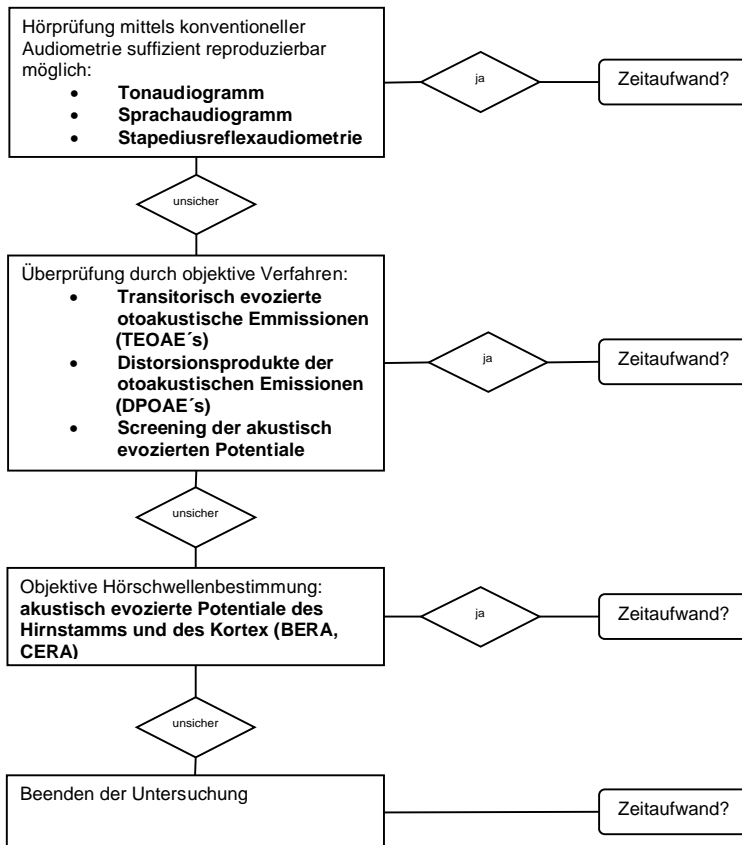 Hörprüfung mittels konventioneller
Audiometrie suffizient reproduzierbar
möglich:
• Tonaudiogramm
• Sprachaudiogramm
• Stapediusreflexaudiometrie
ja
Zeitaufwand?
unsicher
Überprüfung durch objektive Verfahren:
• Transitorisch evozierte
otoakustische Emmissionen
(TEOAE´s)
• Distorsionsprodukte der
otoakustischen Emissionen
(DPOAE´s)
• Screening der akustisch
evozierten Potentiale
ja
Zeitaufwand?
unsicher
Objektive Hörschwellenbestimmung:
akustisch evozierte Potentiale des
Hirnstamms und des Kortex (BERA,
CERA)
ja
Zeitaufwand?
unsicher
Beenden der Untersuchung
Zeitaufwand?